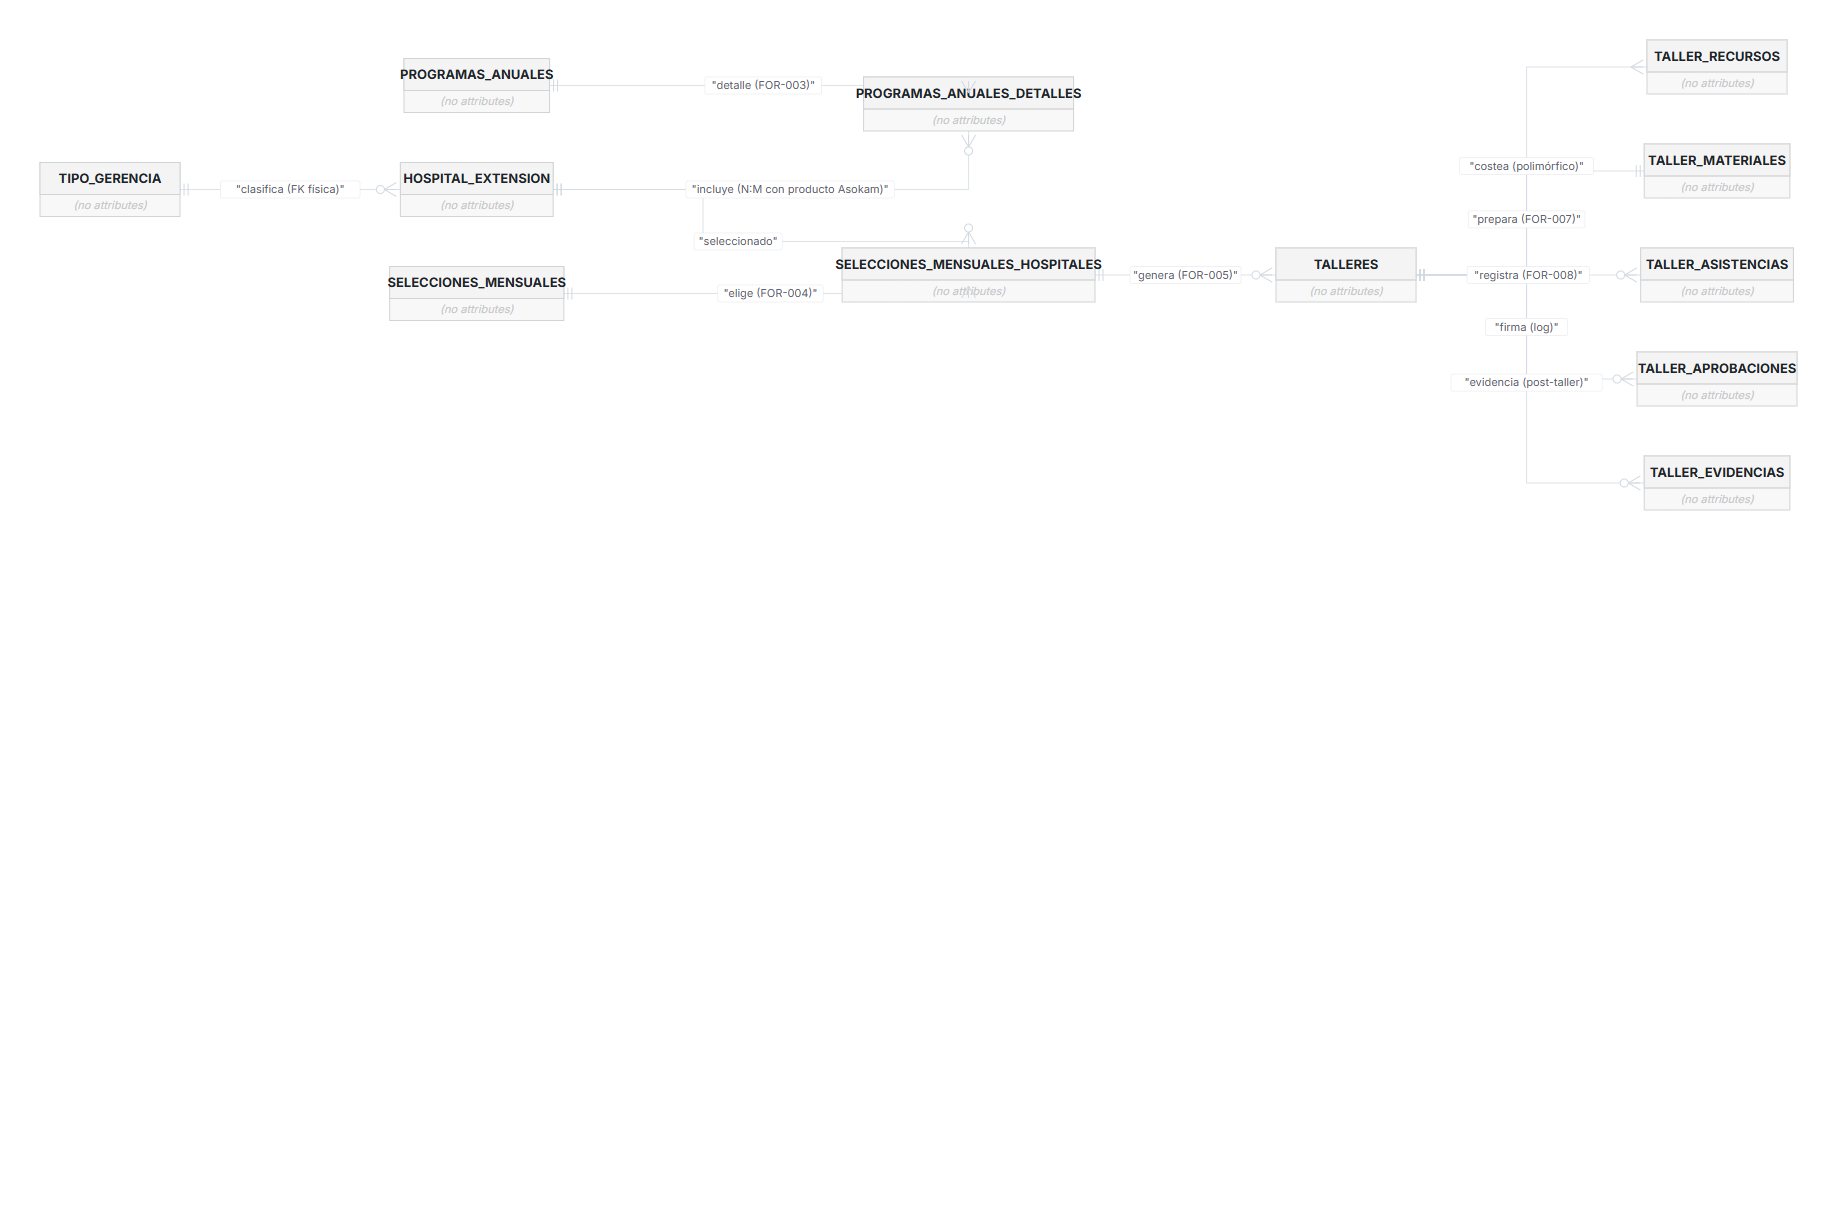 PROGRAMAS_ANUALES
(no attributes)
"detalle (FOR-003)"
PROGRAMAS_ANUALES_DETALLES
(no attributes)
TIPO_GERENCIA
(no attributes)
"clasifica (FK física)"
HOSPITAL_EXTENSION
(no attributes)
"incluye (N:M con producto Asokam)"
"seleccionado"
SELECCIONES_MENSUALES
(no attributes)
"elige (FOR-004)"
SELECCIONES_MENSUALES_HOSPITALES
(no attributes)
"genera (FOR-005)"
TALLERES
(no attributes)
"costea (polimórfico)"
"prepara (FOR-007)"
"registra (FOR-008)"
"firma (log)"
"evidencia (post-taller)"
TALLER_RECURSOS
(no attributes)
TALLER_MATERIALES
(no attributes)
TALLER_ASISTENCIAS
(no attributes)
TALLER_APROBACIONES
(no attributes)
TALLER_EVIDENCIAS
(no attributes)